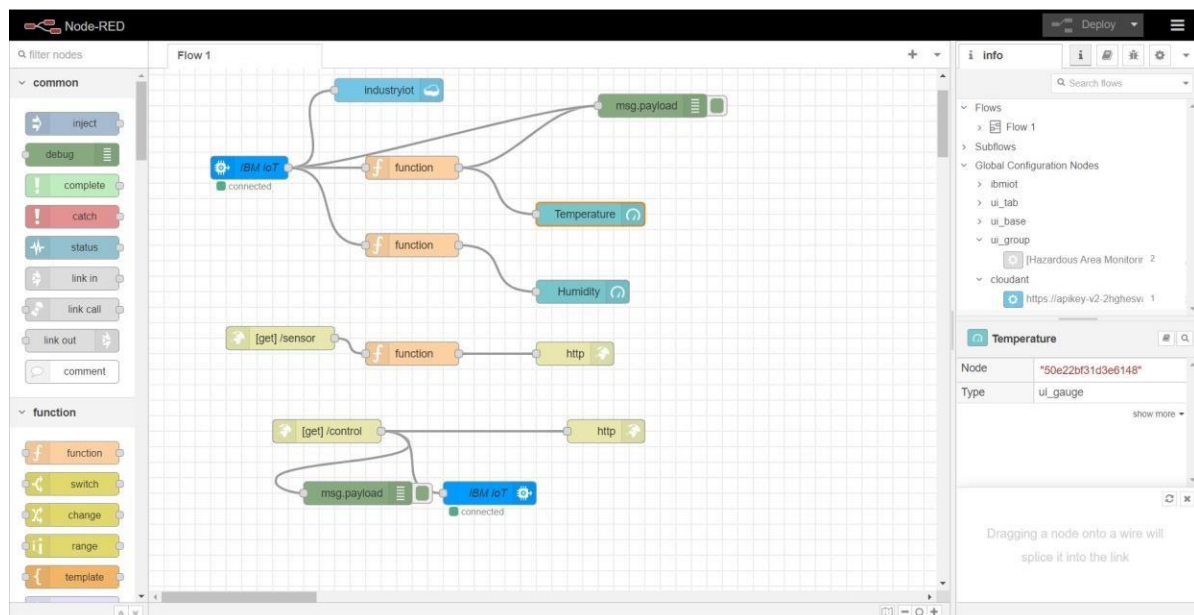 Node-RED
Deploy
filter nodes
common
inject
debug
complete
catch
status
link in
link call
link out
comment
function
function
switch
change
range
template
Flow 1
industryiot
msg.payload
IBM IoT
connected
function
Temperature
function
Humidity
[get] /sensor
function
http
[get] /control
http
msg.payload
IBM IoT
connected
i info
i
Search flows
Flows
Flow 1
Subflows
Global Configuration Nodes
ibmiot
ui_tab
ui_base
ui_group
[Hazardous Area Monitorir 2
cloudant
https://apikey-v2-2hghesv 1
Temperature
Node "50e22bf31d3e6148"
Type ui_gauge
show more
Dragging a node onto a wire will
splice it into the link